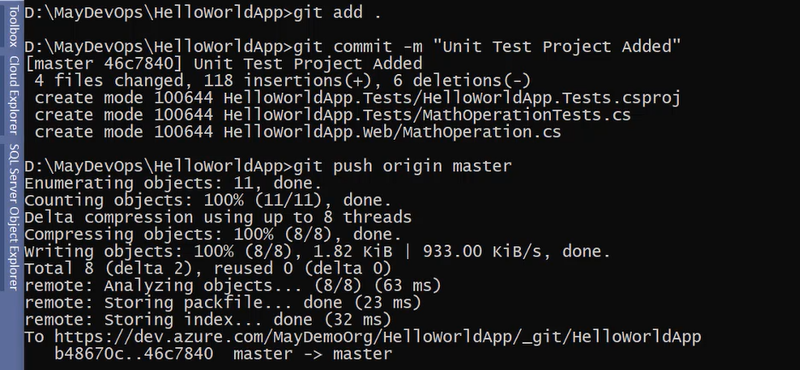 D:\MayDevOps\HelloWorldApp>git add .
D:\MayDevOps\HelloWorldApp>git commit -m "Unit Test Project Added"
[master 46c7840] Unit Test Project Added
4 files changed, 118 insertions(+), 6 deletions(-)
create mode 100644 HelloWorldApp.Tests/HelloWorldApp.Tests.csproj
create mode 100644 HelloWorldApp.Tests/MathOperationTests.cs
create mode 100644 HelloWorldApp.Web/MathOperation.cs
D:\MayDevOps\HelloWorldApp>git push origin master
Enumerating objects: 11, done.
Counting objects: 100% (11/11), done.
Delta compression using up to 8 threads
Compressing objects: 100% (8/8), done.
Writing objects: 100% (8/8), 1.82 KiB | 933.00 KiB/s, done.
Total 8 (delta 2), reused 0 (delta 0)
remote: Analyzing objects... (8/8) (63 ms)
remote: Storing packfile... done (23 ms)
remote: Storing index... done (32 ms)
To https://dev.azure.com/MayDemoOrg/HelloWorldApp/_git/HelloWorldApp
b48670c..46c7840  master -> master
Toolbox
Cloud Explorer
SQL Server Object Explorer